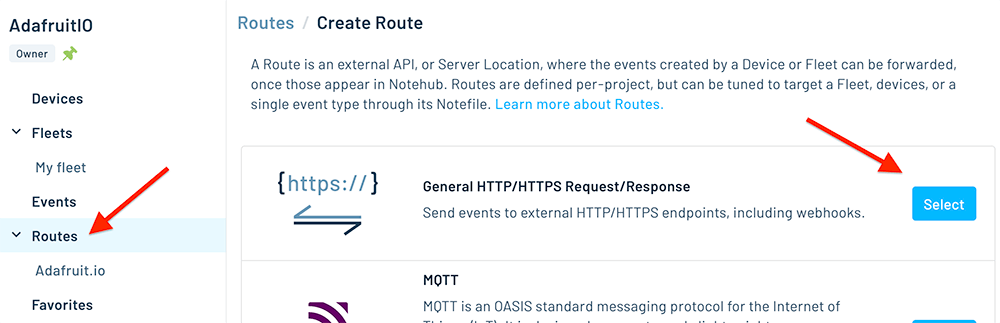 AdafruitIO
Owner
Devices
Fleets
My fleet
Events
Routes
Adafruit.io
Favorites
Routes / Create Route
A Route is an external API, or Server Location, where the events created by a Device or Fleet can be forwarded,
once those appear in Notehub. Routes are defined per-project, but can be tuned to target a Fleet, devices, or a
single event type through its Notefile. Learn more about Routes.
{https://}
General HTTP/HTTPS Request/Response
Send events to external HTTP/HTTPS endpoints, including webhooks.
Select
MQTT
MQTT is an OASIS standard messaging protocol for the Internet of